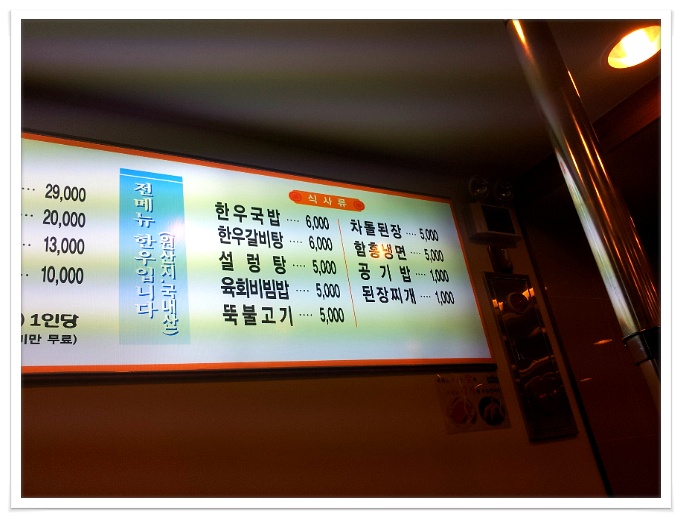 29,000
20,000
13,000
10,000
) 1인당
미만 무료)
전메뉴 한우입니다
(원산지:국내산)
식사류
한우국밥 ···· 6,000
한우갈비탕 ···· 6,000
설렁탕 ···· 5,000
육회비빔밥 ···· 5,000
뚝불고기 ···· 5,000
차돌된장 ···· 5,000
함흥냉면 ···· 5,000
공기밥 ···· 1,000
된장찌개 ···· 1,000